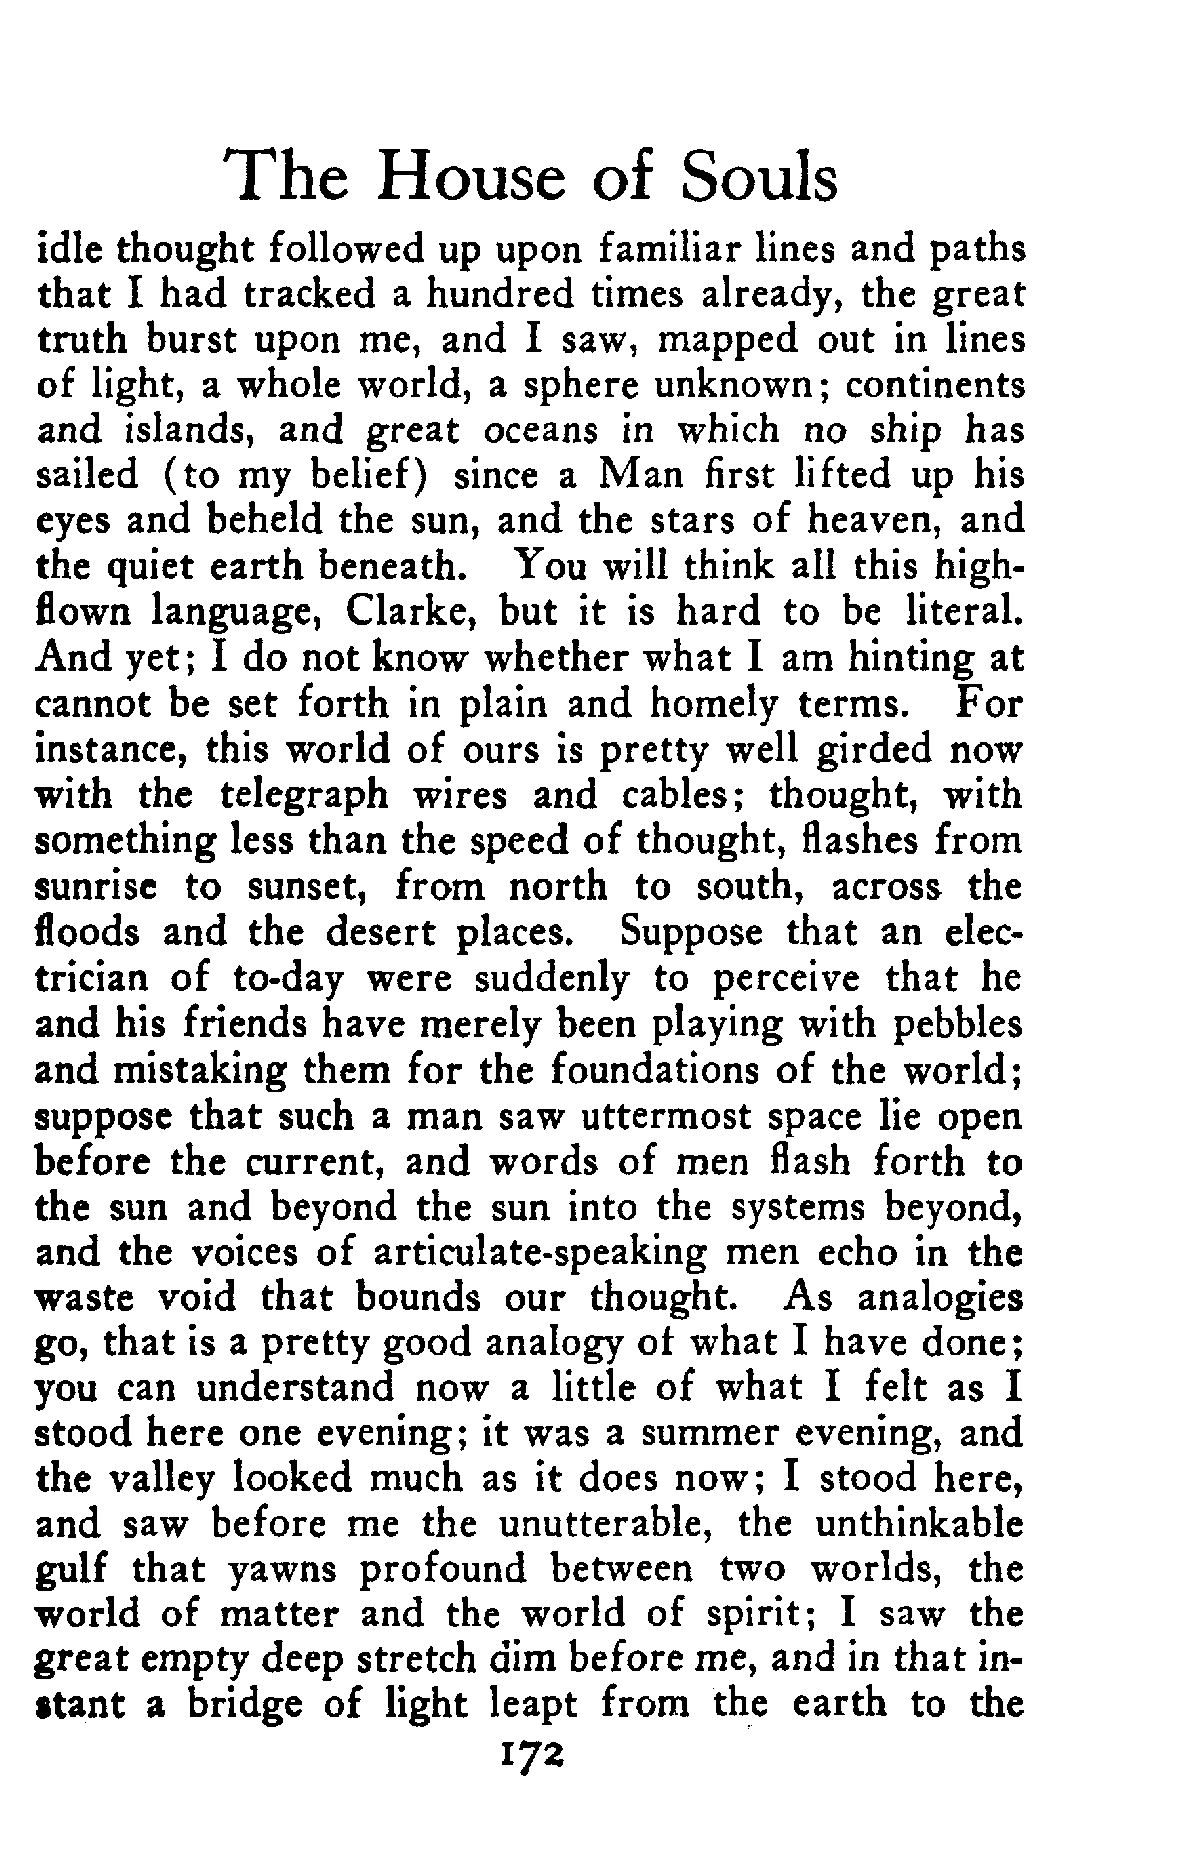 The House of Souls
idle thought followed up upon familiar lines and paths
that I had tracked a hundred times already, the great
truth burst upon me, and I saw, mapped out in lines
of light, a whole world, a sphere unknown; continents
and islands, and great oceans in which no ship has
sailed (to my belief) since a Man first lifted up his
eyes and beheld the sun, and the stars of heaven, and
the quiet earth beneath. You will think all this high-
flown language, Clarke, but it is hard to be literal.
And yet; I do not know whether what I am hinting at
cannot be set forth in plain and homely terms. For
instance, this world of ours is pretty well girded now
with the telegraph wires and cables; thought, with
something less than the speed of thought, flashes from
sunrise to sunset, from north to south, across the
floods and the desert places. Suppose that an elec-
trician of to-day were suddenly to perceive that he
and his friends have merely been playing with pebbles
and mistaking them for the foundations of the world;
suppose that such a man saw uttermost space lie open
before the current, and words of men flash forth to
the sun and beyond the sun into the systems beyond,
and the voices of articulate-speaking men echo in the
waste void that bounds our thought. As analogies
go, that is a pretty good analogy of what I have done;
you can understand now a little of what I felt as I
stood here one evening; it was a summer evening, and
the valley looked much as it does now; I stood here,
and saw before me the unutterable, the unthinkable
gulf that yawns profound between two worlds, the
world of matter and the world of spirit; I saw the
great empty deep stretch dim before me, and in that in-
stant a bridge of light leapt from the earth to the
172